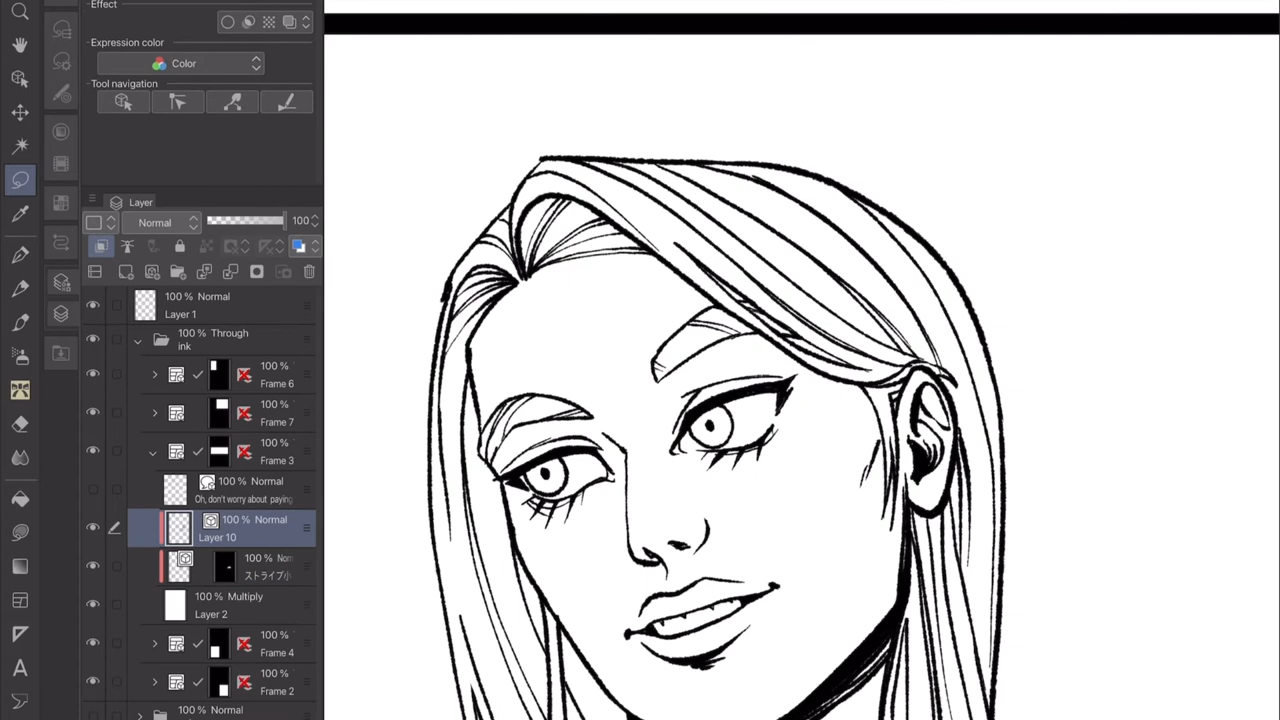 Effect
Expression color
Color
Tool navigation
Layer
Normal
100
100 % Normal
Layer 1
100 % Through
ink
100 %
Frame 6
100 %
Frame 7
100 %
Frame 3
100 % Normal
Oh, don't worry about paying
100 % Normal
Layer 10
100 % Nor
ストライプ小
100 % Multiply
Layer 2
100 %
Frame 4
100 %
Frame 2
100 % Normal